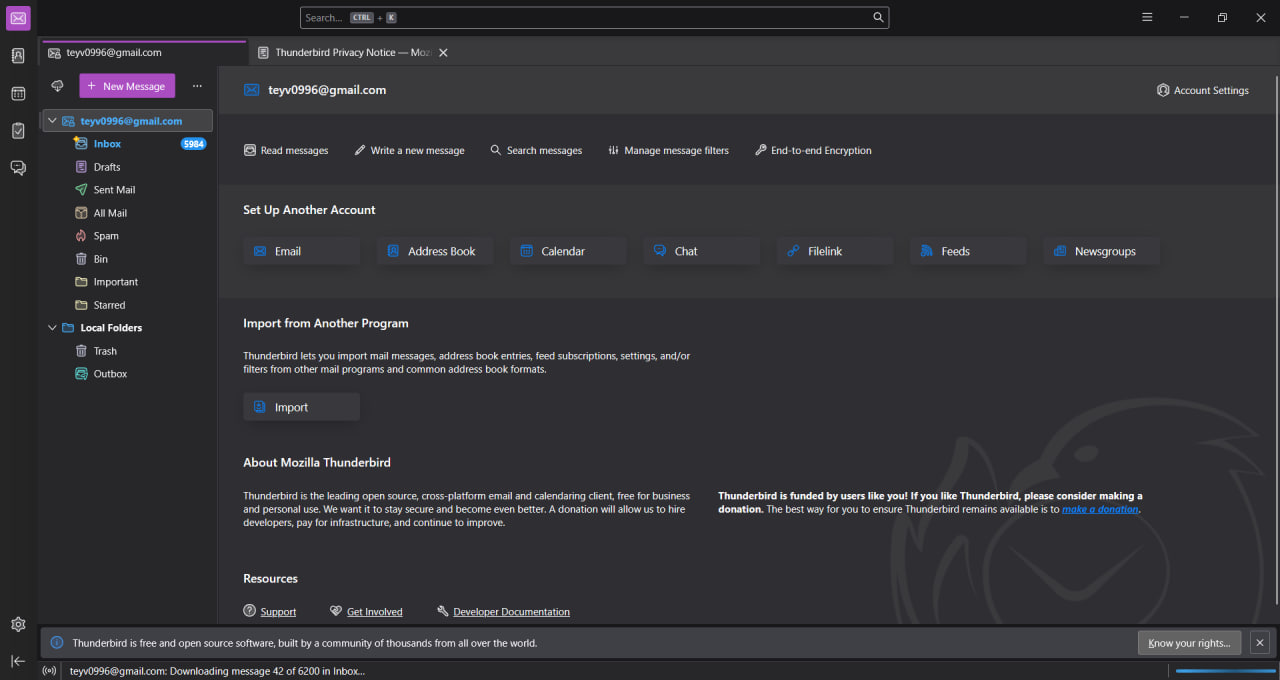 Search... CTRL + K
teyv0996@gmail.com
Thunderbird Privacy Notice — Moz
New Message
teyv0996@gmail.com
Inbox 5984
Drafts
Sent Mail
All Mail
Spam
Bin
Important
Starred
Local Folders
Trash
Outbox
teyv0996@gmail.com
Account Settings
Read messages
Write a new message
Search messages
Manage message filters
End-to-end Encryption
Set Up Another Account
Email
Address Book
Calendar
Chat
Filelink
Feeds
Newsgroups
Import from Another Program
Thunderbird lets you import mail messages, address book entries, feed subscriptions, settings, and/or
filters from other mail programs and common address book formats.
Import
About Mozilla Thunderbird
Thunderbird is the leading open source, cross-platform email and calendaring client, free for business
and personal use. We want it to stay secure and become even better. A donation will allow us to hire
developers, pay for infrastructure, and continue to improve.
Thunderbird is funded by users like you! If you like Thunderbird, please consider making a
donation. The best way for you to ensure Thunderbird remains available is to make a donation.
Resources
Support
Get Involved
Developer Documentation
Thunderbird is free and open source software, built by a community of thousands from all over the world.
Know your rights...
teyv0996@gmail.com: Downloading message 42 of 6200 in Inbox...